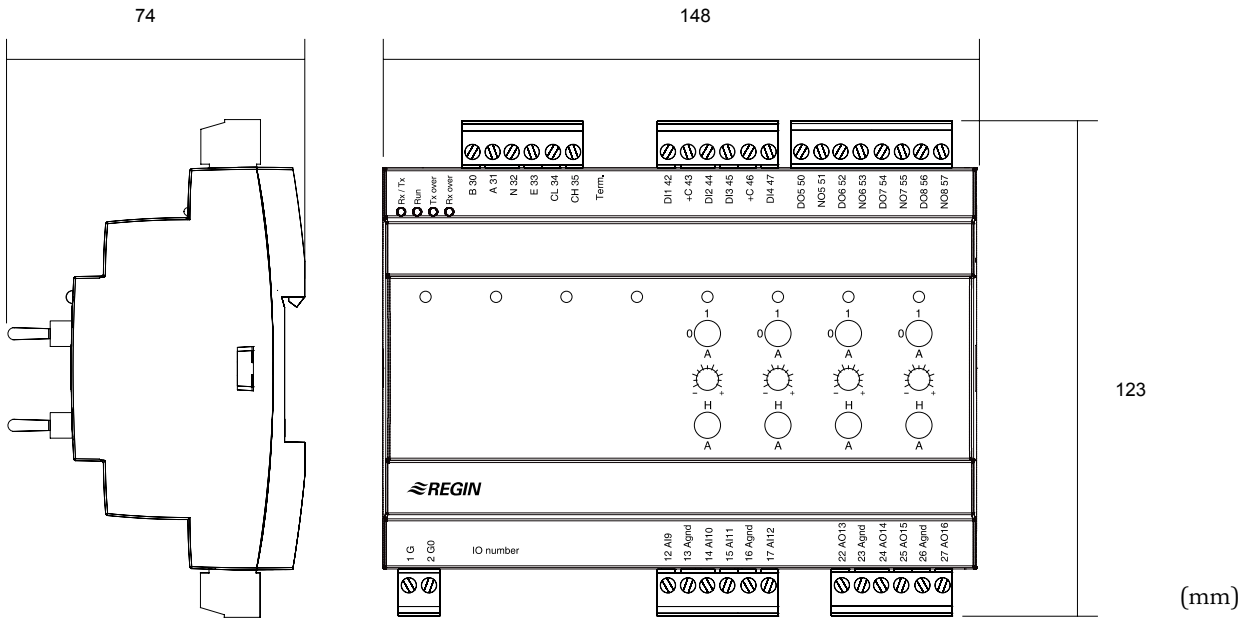 74
148
Rx / Tx
Run
Tx over
Rx over
B 30
A 31
N 32
E 33
CL 34
CH 35
Term.
DI1 42
+C 43
DI2 44
DI3 45
+C 46
DI4 47
DO5 50
NO5 51
DO6 52
NO6 53
DO7 54
NO7 55
DO8 56
NO8 57
1 1 1 1
0 0 0 0
A A A A
- + - + - + - +
H H H H
A A A A
123
REGIN
1 G
2 G0
IO number
12 AI9
13 Agnd
14 AI10
15 AI11
16 Agnd
17 AI12
22 AO13
23 Agnd
24 AO14
25 AO15
26 Agnd
27 AO16
(mm)